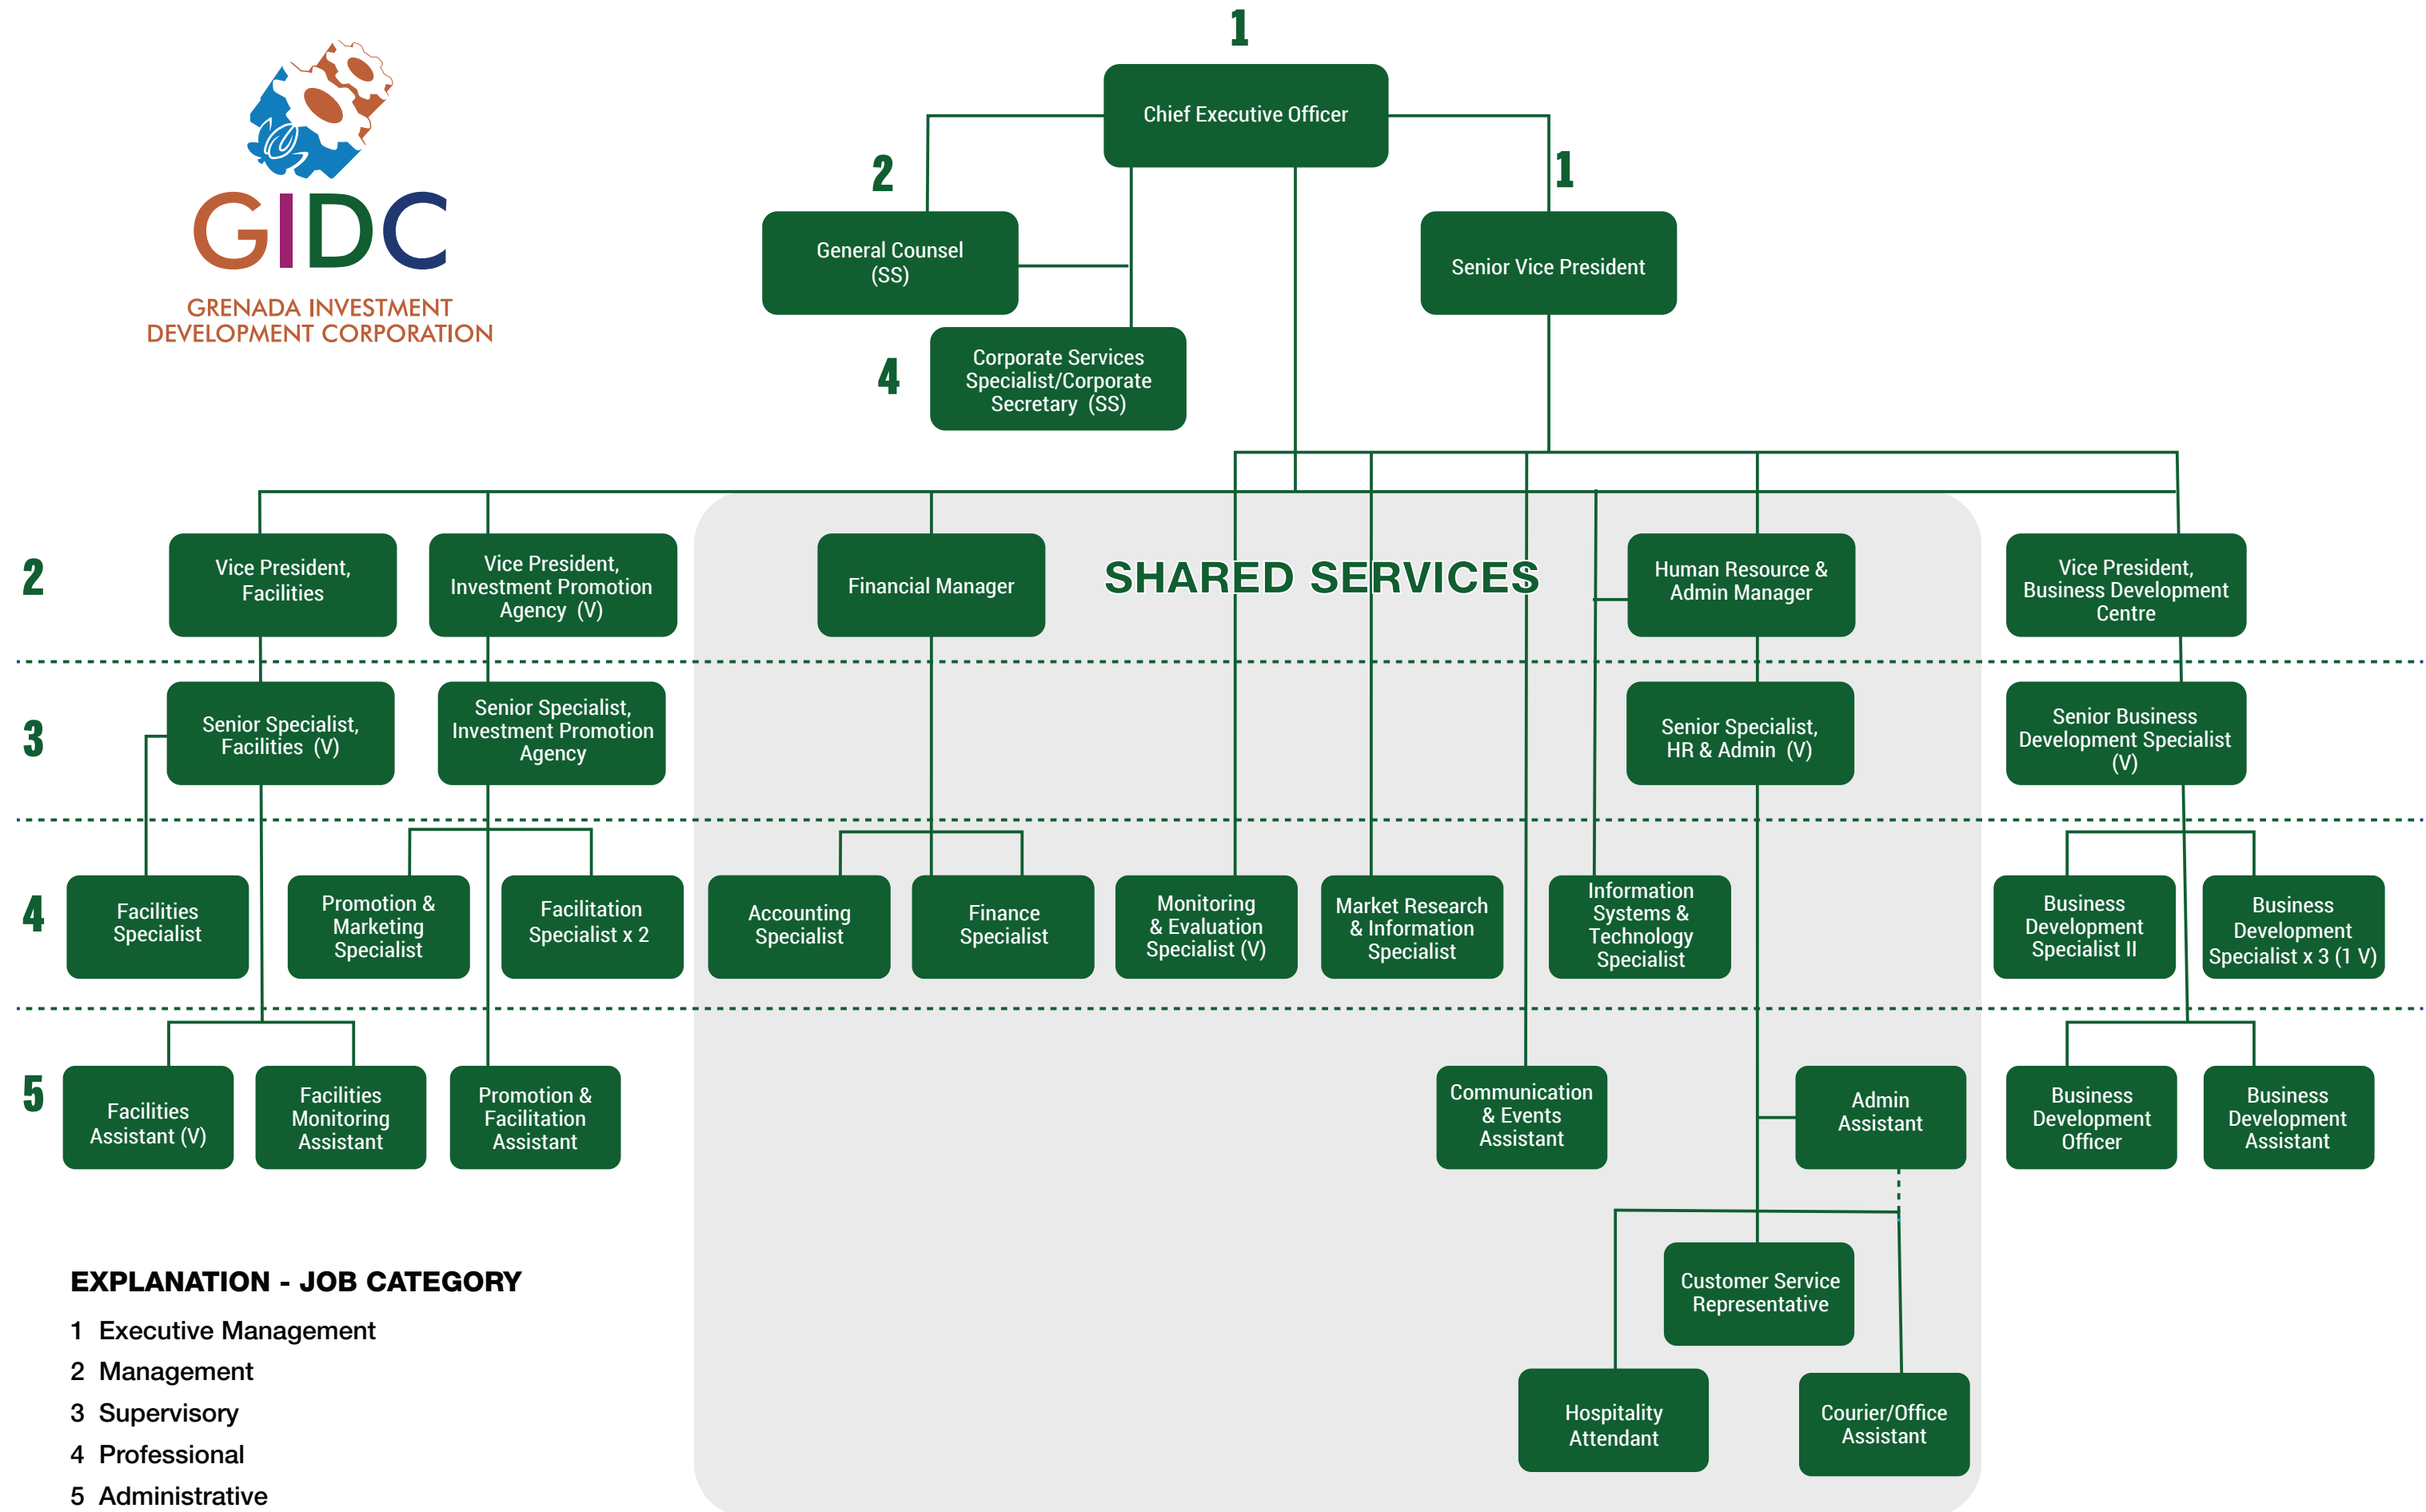 1
Chief Executive Officer
GIDC
GRENADA INVESTMENT
DEVELOPMENT CORPORATION
2
General Counsel
(SS)
1
Senior Vice President
4
Corporate Services
Specialist/Corporate
Secretary (SS)
SHARED SERVICES
2
Vice President,
Facilities
Vice President,
Investment Promotion
Agency (V)
Financial Manager
Human Resource &
Admin Manager
Vice President,
Business Development
Centre
3
Senior Specialist,
Facilities (V)
Senior Specialist,
Investment Promotion
Agency
Senior Specialist,
HR & Admin (V)
Senior Business
Development Specialist
(V)
4
Facilities
Specialist
Promotion &
Marketing
Specialist
Facilitation
Specialist x 2
Accounting
Specialist
Finance
Specialist
Monitoring
& Evaluation
Specialist (V)
Market Research
& Information
Specialist
Information
Systems &
Technology
Specialist
Business
Development
Specialist II
Business
Development
Specialist x 3 (1 V)
5
Facilities
Assistant (V)
Facilities
Monitoring
Assistant
Promotion &
Facilitation
Assistant
Communication
& Events
Assistant
Admin
Assistant
Business
Development
Officer
Business
Development
Assistant
Customer Service
Representative
Hospitality
Attendant
Courier/Office
Assistant
EXPLANATION - JOB CATEGORY
1 Executive Management
2 Management
3 Supervisory
4 Professional
5 Administrative